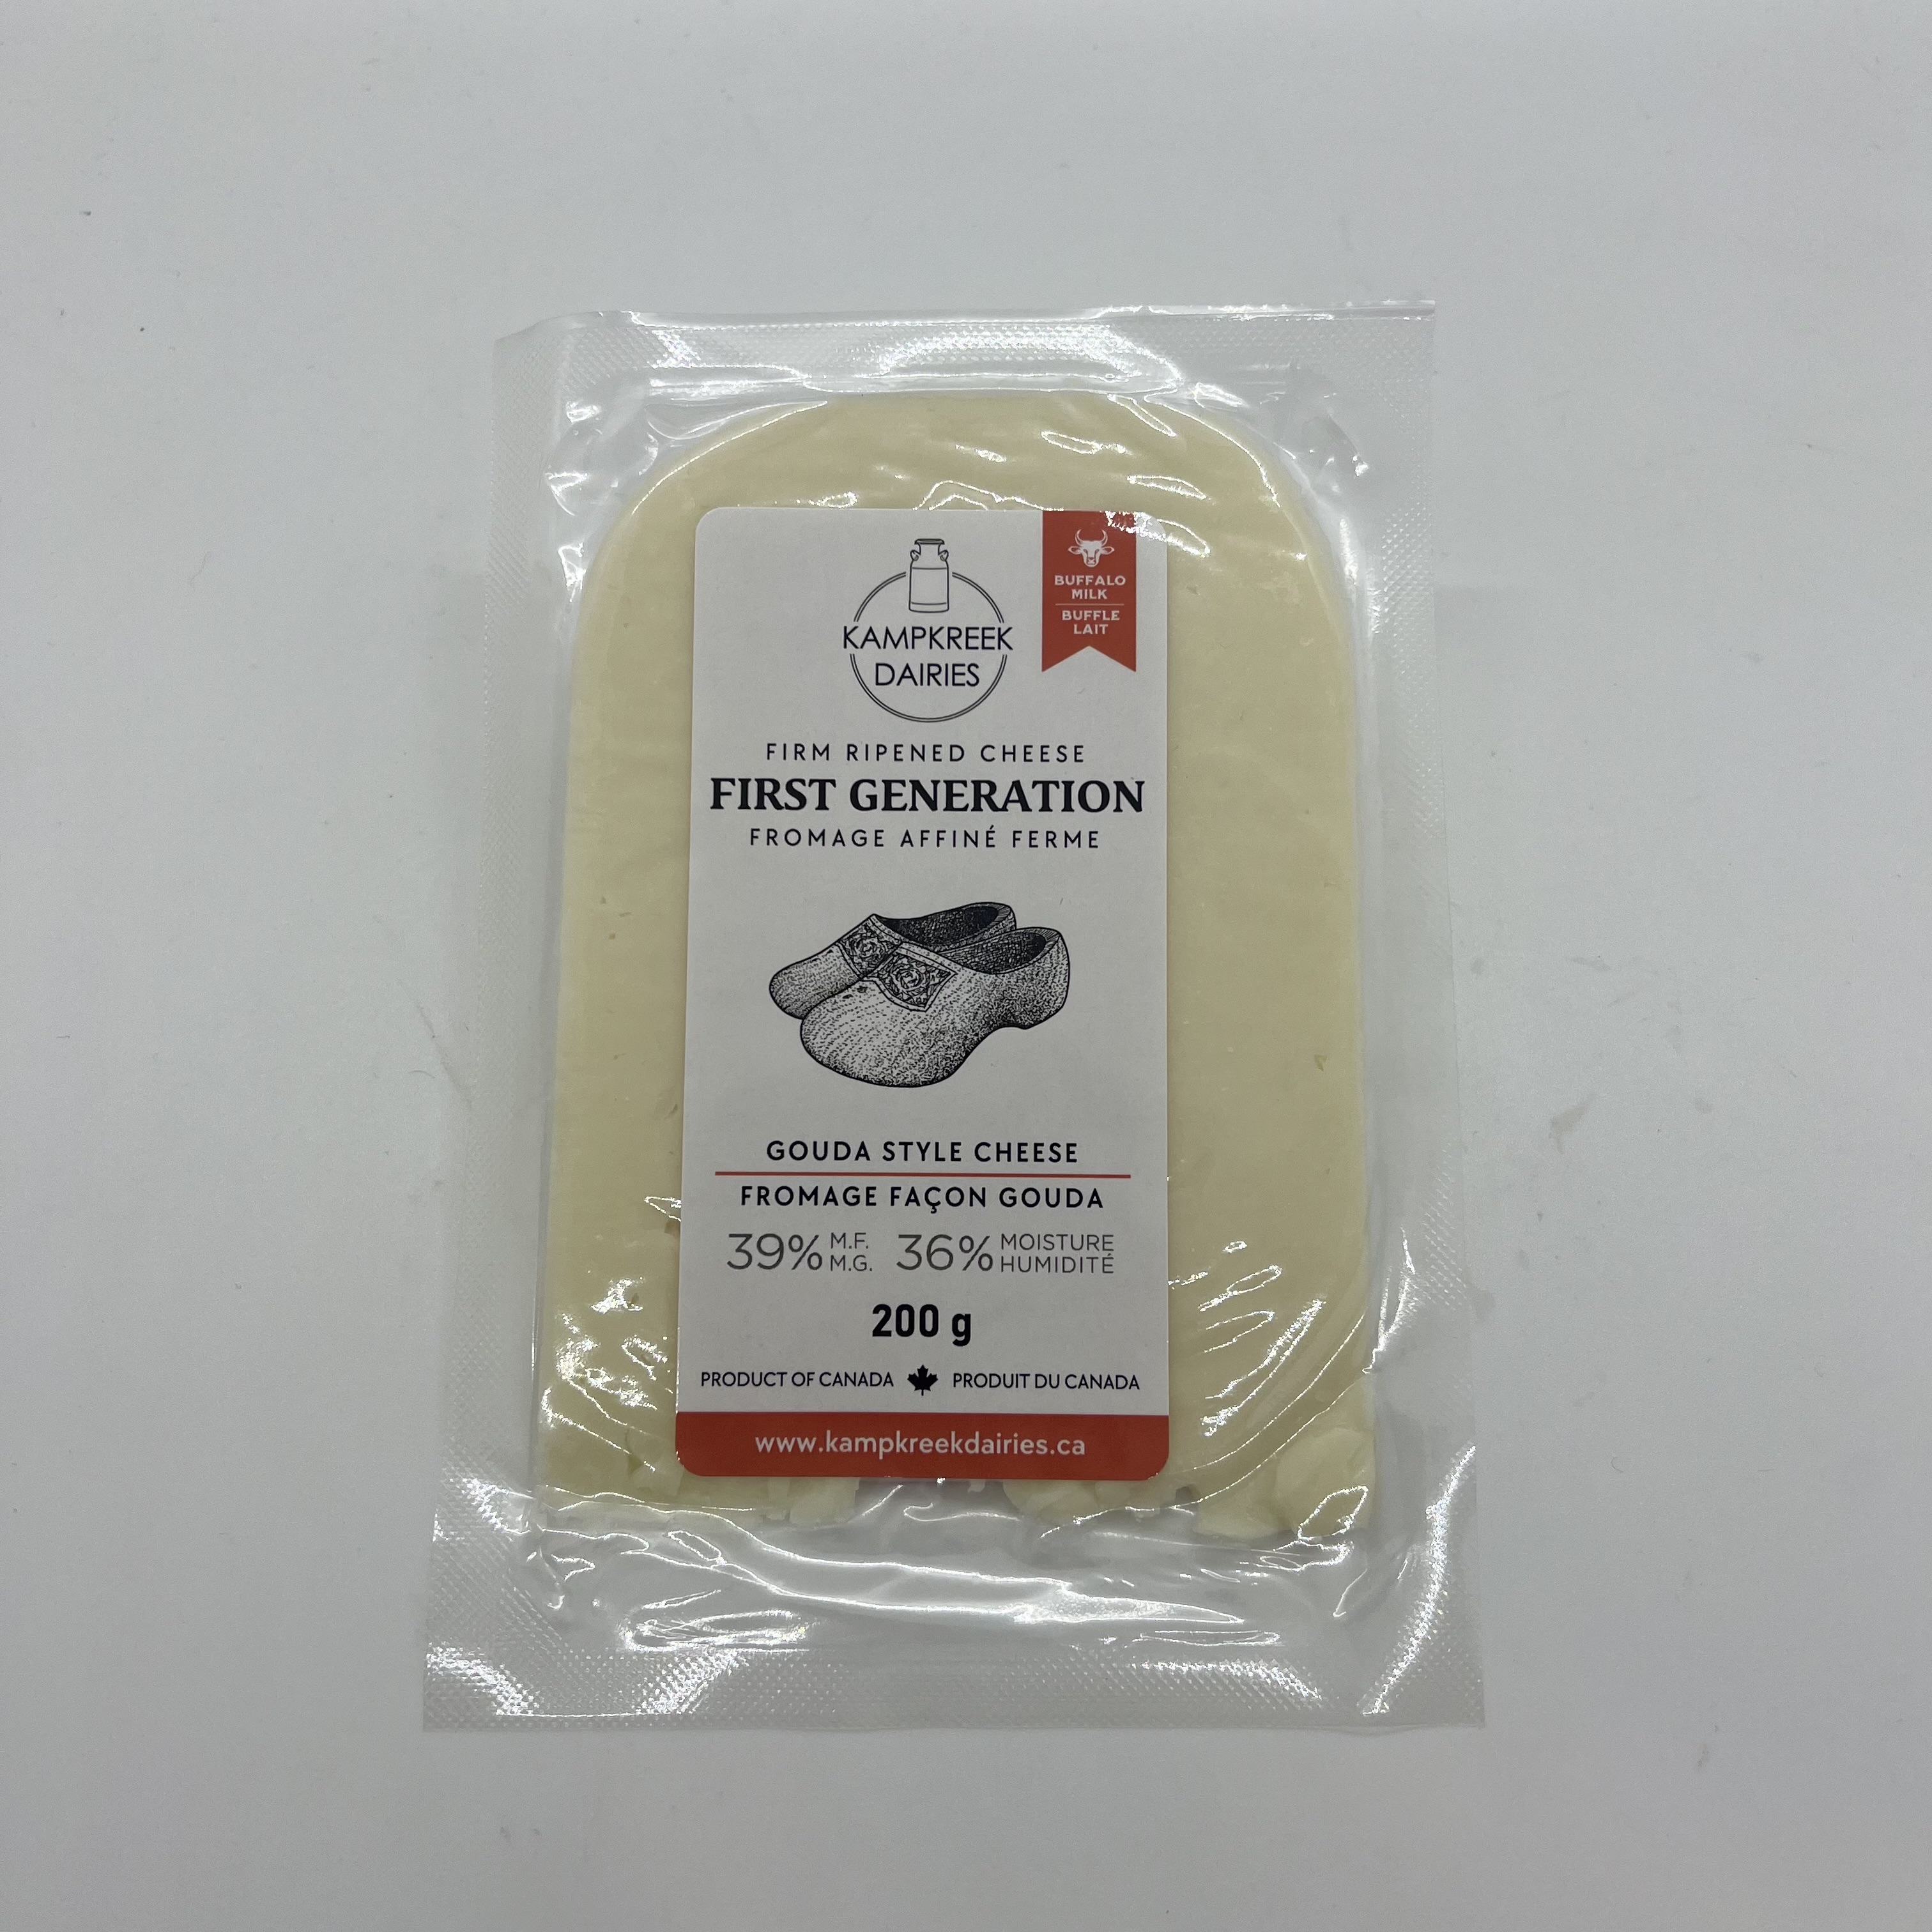 BUFFALO
MILK
BUFFLE
LAIT
KAMPKREEK
DAIRIES
FIRM RIPENED CHEESE
FIRST GENERATION
FROMAGE AFFINÉ FERME
GOUDA STYLE CHEESE
FROMAGE FAÇON GOUDA
39% M.F. M.G. 36% MOISTURE HUMIDITÉ
200 g
PRODUCT OF CANADA PRODUIT DU CANADA
www.kampkreekdairies.ca